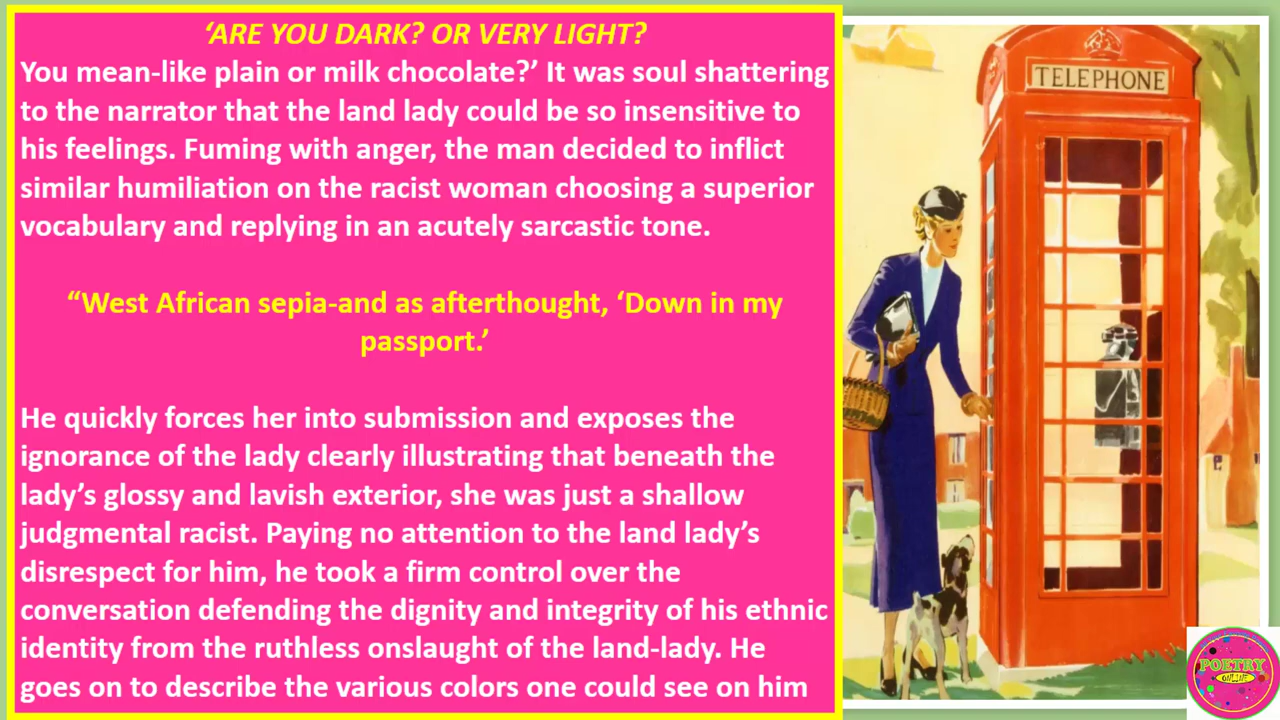 ‘ARE YOU DARK? OR VERY LIGHT?
You mean-like plain or milk chocolate?’ It was soul shattering
to the narrator that the land lady could be so insensitive to
his feelings. Fuming with anger, the man decided to inflict
similar humiliation on the racist woman choosing a superior
vocabulary and replying in an acutely sarcastic tone.
“West African sepia-and as afterthought, ‘Down in my
passport.’
He quickly forces her into submission and exposes the
ignorance of the lady clearly illustrating that beneath the
lady’s glossy and lavish exterior, she was just a shallow
judgmental racist. Paying no attention to the land lady’s
disrespect for him, he took a firm control over the
conversation defending the dignity and integrity of his ethnic
identity from the ruthless onslaught of the land-lady. He
goes on to describe the various colors one could see on him
TELEPHONE
POETRY
ONLINE